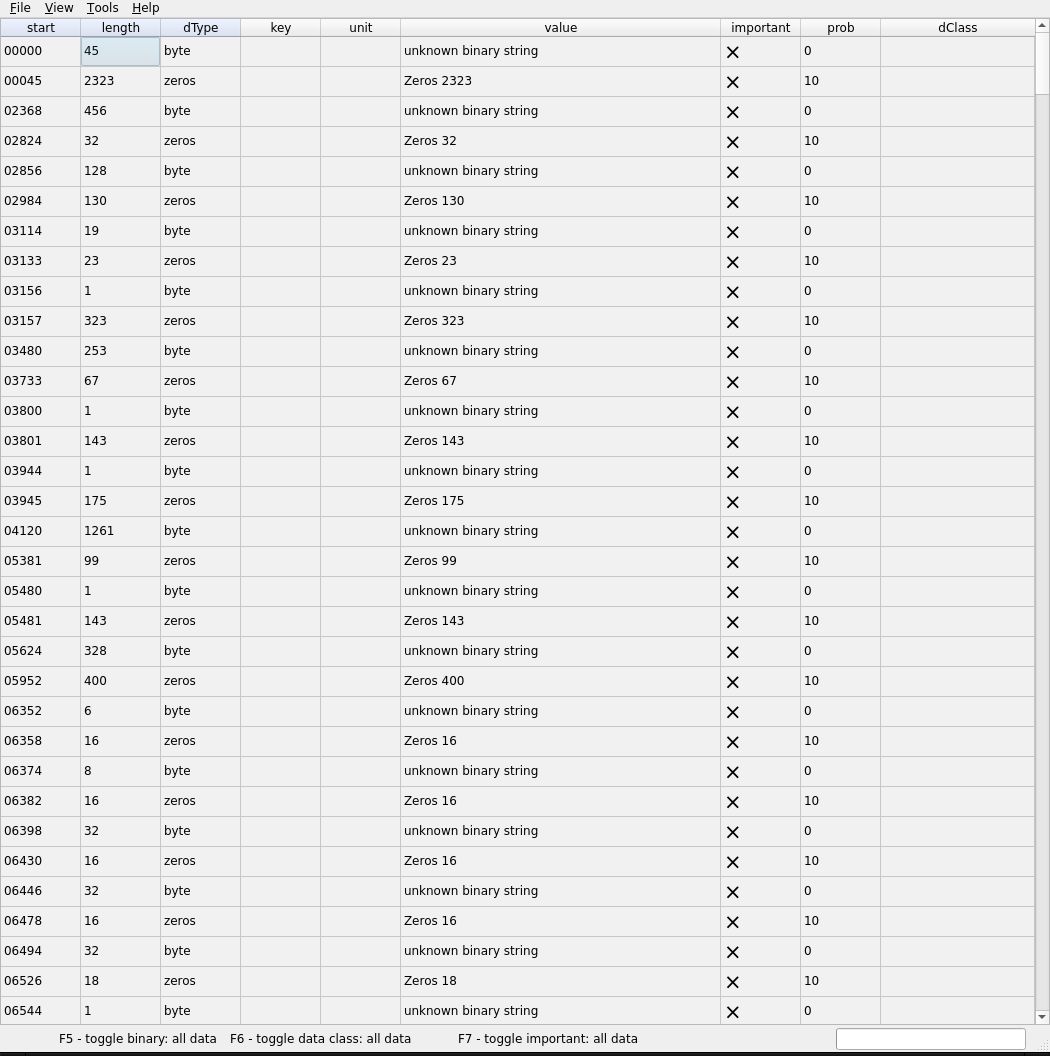 File View Tools Help
start length dType key unit value important prob dClass
00000 45 byte unknown binary string 0
00045 2323 zeros Zeros 2323 10
02368 456 byte unknown binary string 0
02824 32 zeros Zeros 32 10
02856 128 byte unknown binary string 0
02984 130 zeros Zeros 130 10
03114 19 byte unknown binary string 0
03133 23 zeros Zeros 23 10
03156 1 byte unknown binary string 0
03157 323 zeros Zeros 323 10
03480 253 byte unknown binary string 0
03733 67 zeros Zeros 67 10
03800 1 byte unknown binary string 0
03801 143 zeros Zeros 143 10
03944 1 byte unknown binary string 0
03945 175 zeros Zeros 175 10
04120 1261 byte unknown binary string 0
05381 99 zeros Zeros 99 10
05480 1 byte unknown binary string 0
05481 143 zeros Zeros 143 10
05624 328 byte unknown binary string 0
05952 400 zeros Zeros 400 10
06352 6 byte unknown binary string 0
06358 16 zeros Zeros 16 10
06374 8 byte unknown binary string 0
06382 16 zeros Zeros 16 10
06398 32 byte unknown binary string 0
06430 16 zeros Zeros 16 10
06446 32 byte unknown binary string 0
06478 16 zeros Zeros 16 10
06494 32 byte unknown binary string 0
06526 18 zeros Zeros 18 10
06544 1 byte unknown binary string 0
F5 - toggle binary: all data F6 - toggle data class: all data F7 - toggle important: all data